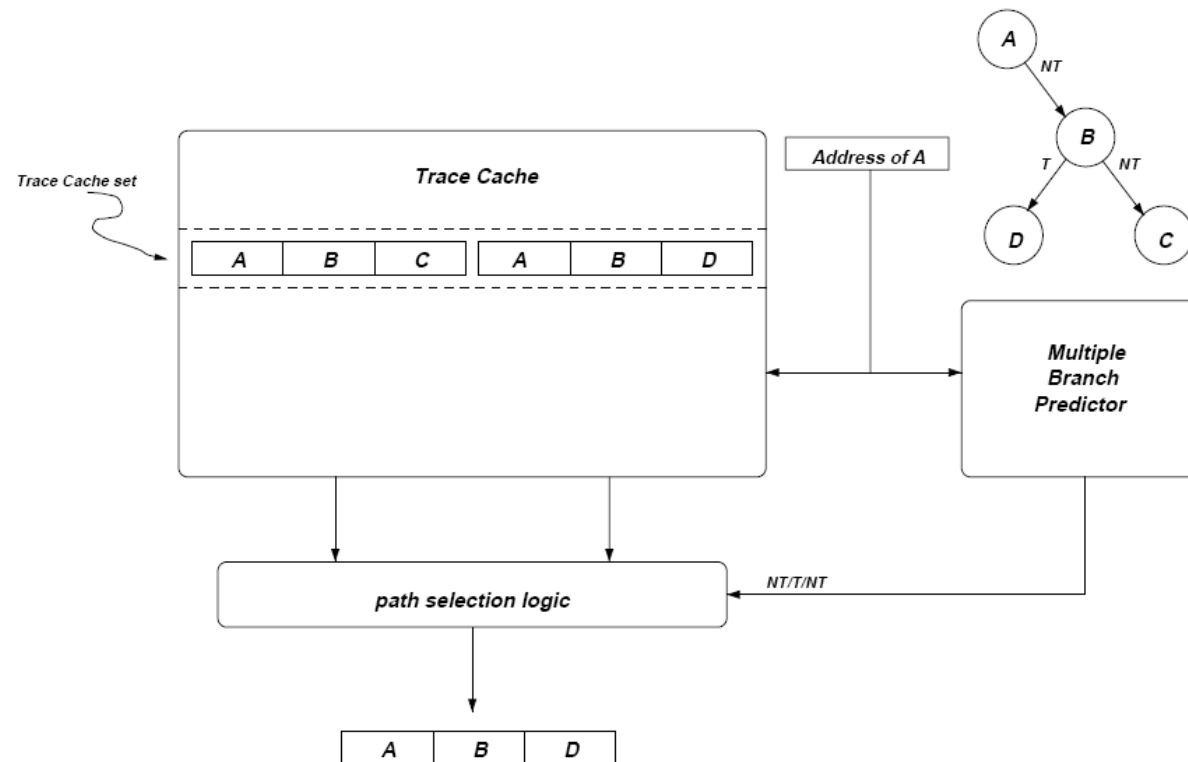 A
NT
B
T
NT
D
C
Address of A
Trace Cache set
Trace Cache
A B C A B D
Multiple
Branch
Predictor
NT/T/NT
path selection logic
A B D